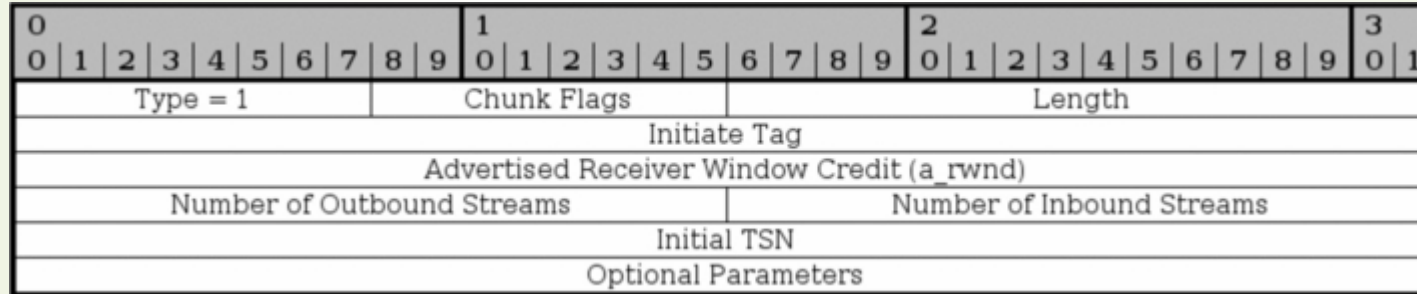 0 1 2 3
0 1 2 3 4 5 6 7 8 9 0 1 2 3 4 5 6 7 8 9 0 1 2 3 4 5 6 7 8 9 0 1
Type = 1 Chunk Flags Length
Initiate Tag
Advertised Receiver Window Credit (a_rwnd)
Number of Outbound Streams Number of Inbound Streams
Initial TSN
Optional Parameters